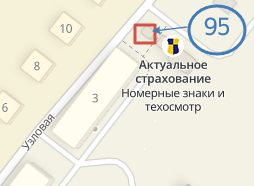 95
10
8
Актуальное
страхование
Номерные знаки и
техосмотр
3
6
Узловая